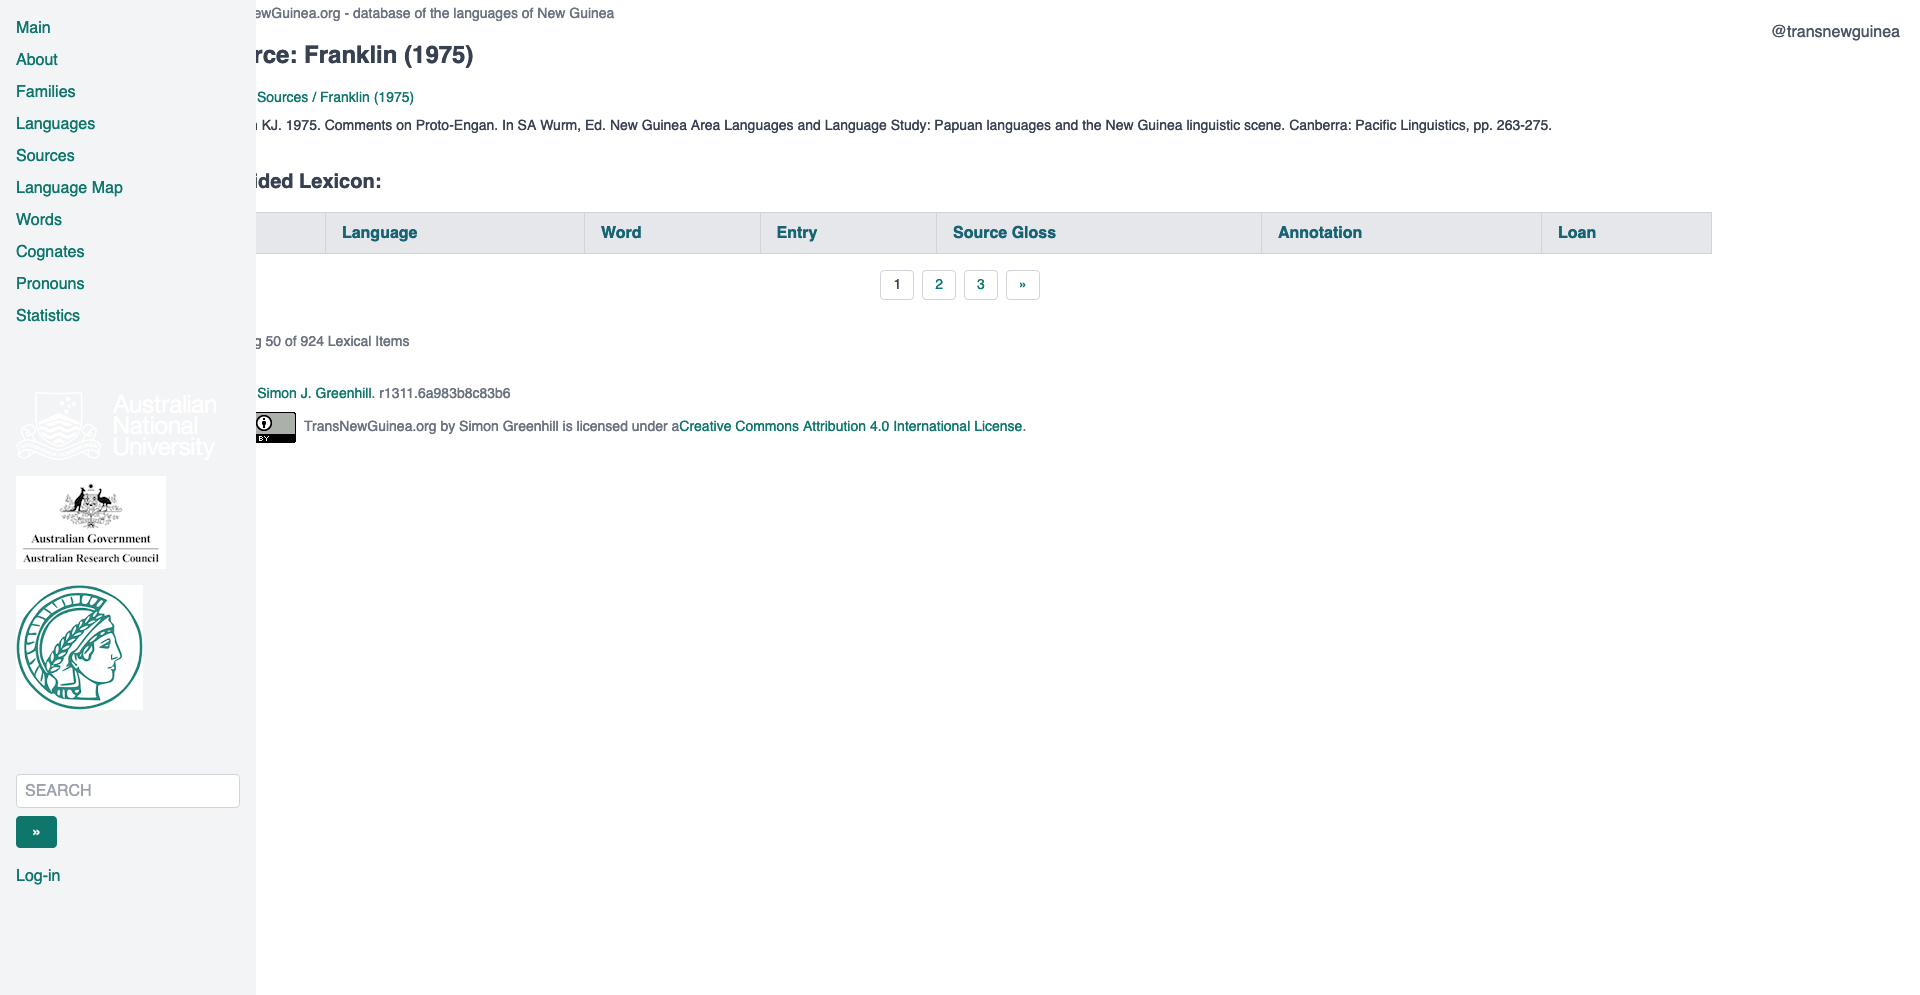 Main
About
Families
Languages
Sources
Language Map
Words
Cognates
Pronouns
Statistics
Australian
National
University
Australian Government
Australian Research Council
SEARCH
»
Log-in
ewGuinea.org - database of the languages of New Guinea
@transnewguinea
rce: Franklin (1975)
Sources / Franklin (1975)
KJ. 1975. Comments on Proto-Engan. In SA Wurm, Ed. New Guinea Area Languages and Language Study: Papuan languages and the New Guinea linguistic scene. Canberra: Pacific Linguistics, pp. 263-275.
ided Lexicon:
Language Word Entry Source Gloss Annotation Loan
1 2 3 »
g 50 of 924 Lexical Items
Simon J. Greenhill. r1311.6a983b8c83b6
BY
TransNewGuinea.org by Simon Greenhill is licensed under aCreative Commons Attribution 4.0 International License.